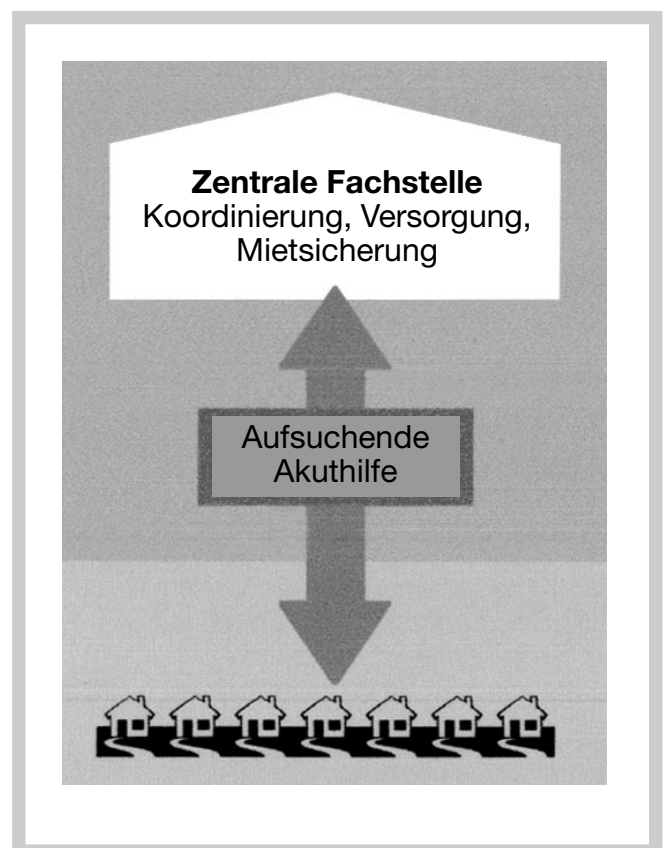 Zentrale Fachstelle
Koordinierung, Versorgung,
Mietsicherung
Aufsuchende
Akuthilfe